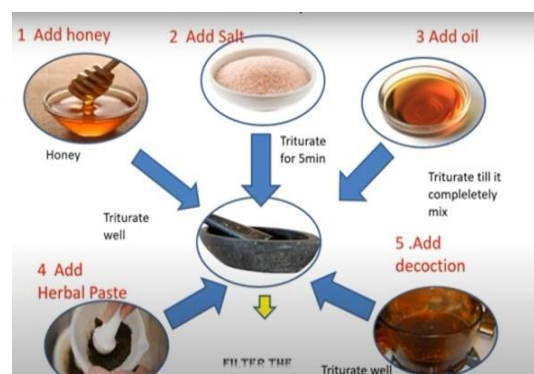 1 Add honey
2 Add Salt
3 Add oil
Honey
Triturate
for 5min
Triturate till it
compleletely
mix
Triturate
well
4 Add
Herbal Paste
5 .Add
decoction
FILTER THE
Triturate well